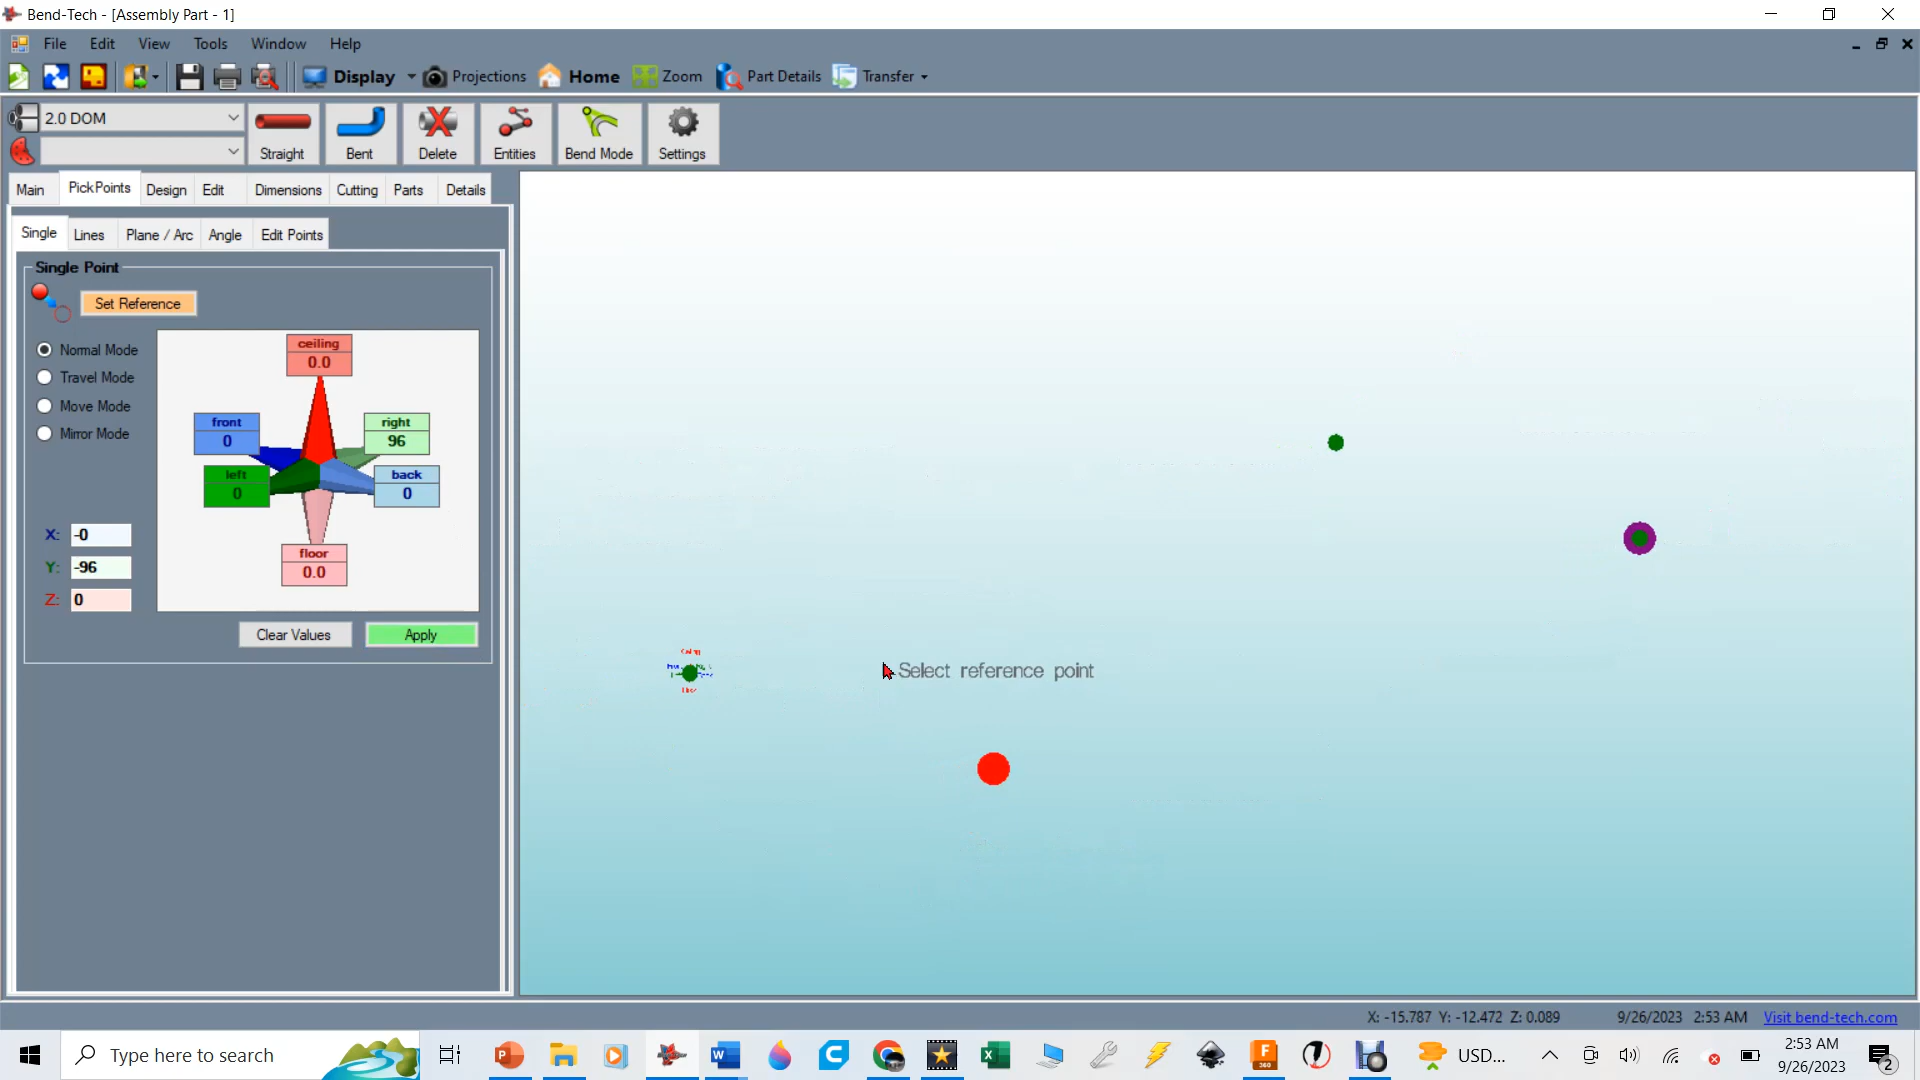 Bend-Tech - [Assembly Part - 1]
File Edit View Tools Window Help
Display Projections Home Zoom Part Details Transfer
2.0 DOM
Straight Bent Delete Entities Bend Mode Settings
Main PickPoints Design Edit Dimensions Cutting Parts Details
Single Lines Plane / Arc Angle Edit Points
Single Point
Set Reference
Normal Mode
Travel Mode
Move Mode
Mirror Mode
ceiling
0.0
front
0
right
96
left
0
back
0
floor
0.0
X: -0
Y: -96
Z: 0
Clear Values Apply
Select reference point
X: -15.787 Y: -12.472 Z: 0.089 9/26/2023 2:53 AM Visit bend-tech.com
Type here to search
USD...
2:53 AM
9/26/2023
2